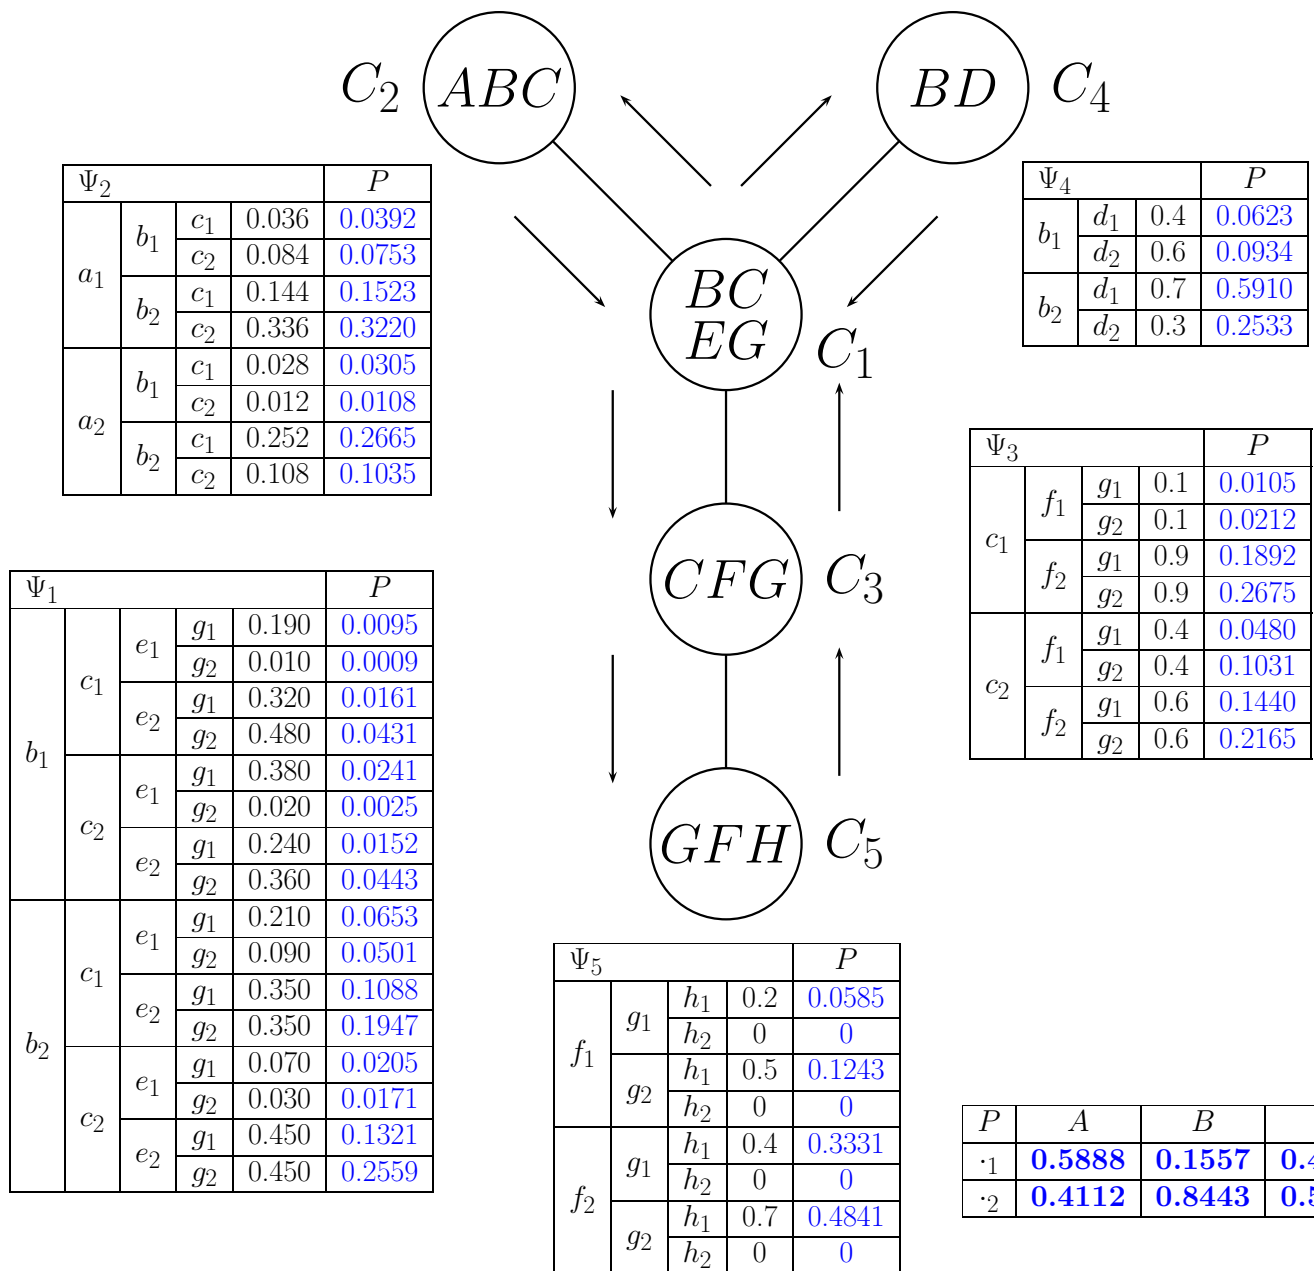 C2 ABC BD C4
Ψ2 P
a1 b1 c1 0.036 0.0392
c2 0.084 0.0753
b2 c1 0.144 0.1523
c2 0.336 0.3220
a2 b1 c1 0.028 0.0305
c2 0.012 0.0108
b2 c1 0.252 0.2665
c2 0.108 0.1035
Ψ4 P
b1 d1 0.4 0.0623
d2 0.6 0.0934
b2 d1 0.7 0.5910
d2 0.3 0.2533
BC
EG
C1
Ψ3 P
c1 f1 g1 0.1 0.0105
g2 0.1 0.0212
f2 g1 0.9 0.1892
g2 0.9 0.2675
c2 f1 g1 0.4 0.0480
g2 0.4 0.1031
f2 g1 0.6 0.1440
g2 0.6 0.2165
CFG C3
Ψ1 P
b1 c1 e1 g1 0.190 0.0095
g2 0.010 0.0009
e2 g1 0.320 0.0161
g2 0.480 0.0431
c2 e1 g1 0.380 0.0241
g2 0.020 0.0025
e2 g1 0.240 0.0152
g2 0.360 0.0443
b2 c1 e1 g1 0.210 0.0653
g2 0.090 0.0501
e2 g1 0.350 0.1088
g2 0.350 0.1947
c2 e1 g1 0.070 0.0205
g2 0.030 0.0171
e2 g1 0.450 0.1321
g2 0.450 0.2559
GFH C5
Ψ5 P
f1 g1 h1 0.2 0.0585
h2 0 0
g2 h1 0.5 0.1243
h2 0 0
f2 g1 h1 0.4 0.3331
h2 0 0
g2 h1 0.7 0.4841
h2 0 0
P A B
·1 0.5888 0.1557
·2 0.4112 0.8443